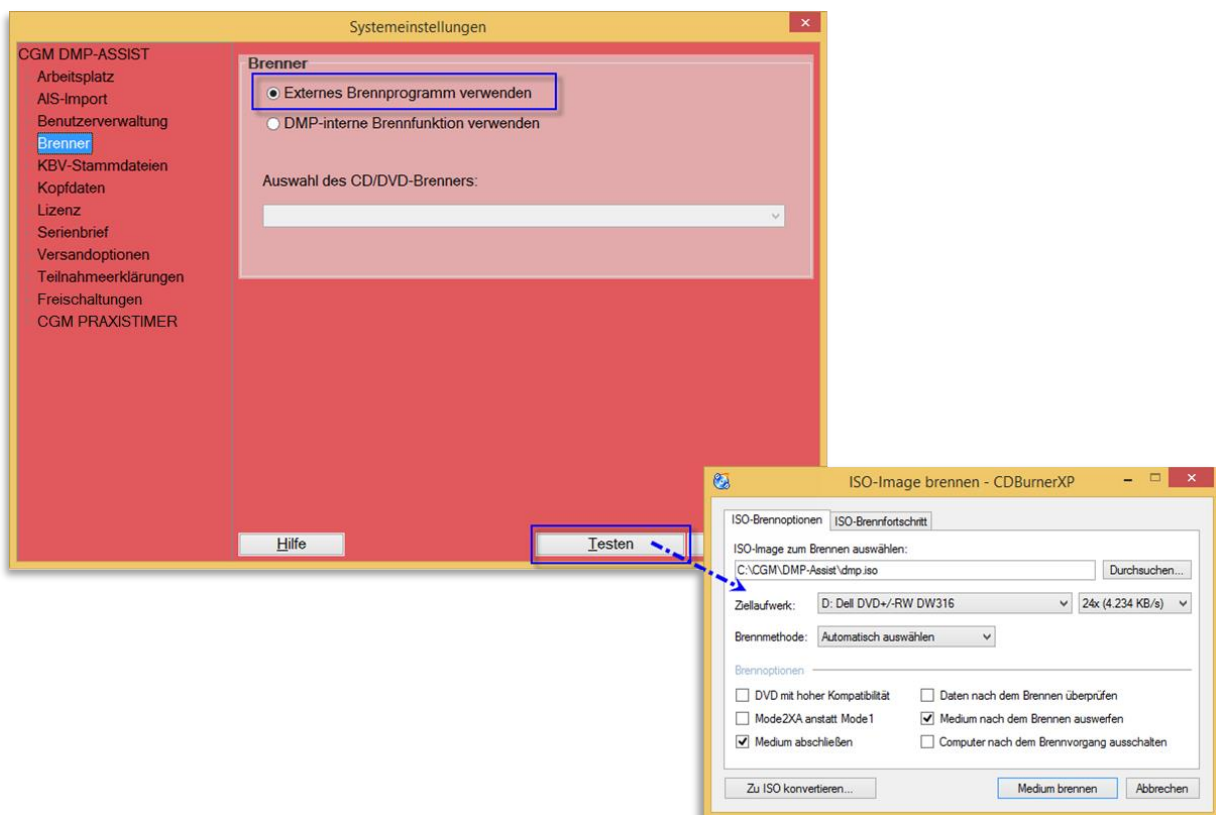 Systemeinstellungen
CGM DMP-ASSIST
Arbeitsplatz
AIS-Import
Benutzerverwaltung
Brenner
KBV-Stammdateien
Kopfdaten
Lizenz
Serienbrief
Versandoptionen
Teilnahmeerklärungen
Freischaltungen
CGM PRAXISTIMER
Brenner
Externes Brennprogramm verwenden
DMP-interne Brennfunktion verwenden
Auswahl des CD/DVD-Brenners:
Hilfe
Testen
ISO-Image brennen - CDBurnerXP
ISO-Brennoptionen ISO-Brennfortschritt
ISO-Image zum Brennen auswählen:
C:\CGM\DMP-Assist\dmp.iso Durchsuchen...
Ziellaufwerk: D: Dell DVD+/-RW DW316 24x (4.234 KB/s)
Brennmethode: Automatisch auswählen
Brennoptionen
DVD mit hoher Kompatibilität Daten nach dem Brennen überprüfen
Mode2XA anstatt Mode1 Medium nach dem Brennen auswerfen
Medium abschließen Computer nach dem Brennvorgang ausschalten
Zu ISO konvertieren... Medium brennen Abbrechen